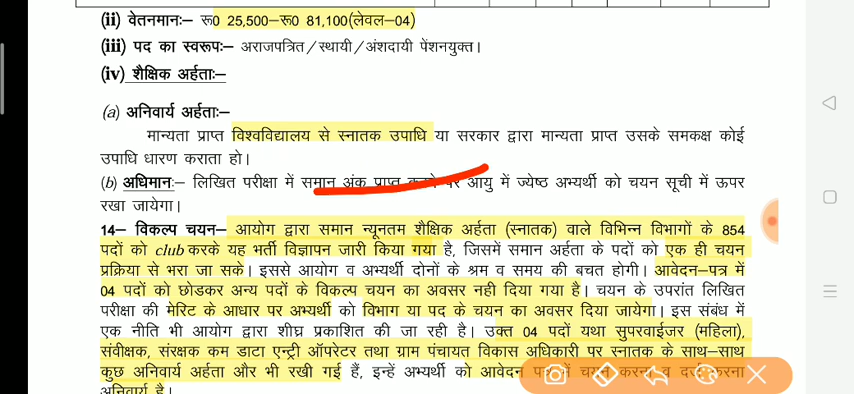 (ii) वेतनमानः– रू0 25,500–रू0 81,100(लेवल–04)
(iii) पद का स्वरूपः– अराजपत्रित/स्थायी/अंशदायी पेंशनयुक्त।
(iv) शैक्षिक अर्हताः–
(a) अनिवार्य अर्हताः–
मान्यता प्राप्त विश्वविद्यालय से स्नातक उपाधि या सरकार द्वारा मान्यता प्राप्त उसके समकक्ष कोई
उपाधि धारण कराता हो।
(b) अधिमानः– लिखित परीक्षा में समान अंक प्राप्त करने पर आयु में ज्येष्ठ अभ्यर्थी को चयन सूची में ऊपर
रखा जायेगा।
14– विकल्प चयन– आयोग द्वारा समान न्यूनतम शैक्षिक अर्हता (स्नातक) वाले विभिन्न विभागों के 854
पदों को club करके यह भर्ती विज्ञापन जारी किया गया है, जिसमें समान अर्हता के पदों को एक ही चयन
प्रक्रिया से भरा जा सके। इससे आयोग व अभ्यर्थी दोनों के श्रम व समय की बचत होगी। आवेदन–पत्र में
04 पदों को छोडकर अन्य पदों के विकल्प चयन का अवसर नही दिया गया है। चयन के उपरांत लिखित
परीक्षा की मेरिट के आधार पर अभ्यर्थी को विभाग या पद के चयन का अवसर दिया जायेगा। इस संबंध में
एक नीति भी आयोग द्वारा शीघ्र प्रकाशित की जा रही है। उक्त 04 पदों यथा सुपरवाईजर (महिला),
संवीक्षक, संरक्षक कम डाटा एन्ट्री ऑपरेटर तथा ग्राम पंचायत विकास अधिकारी पर स्नातक के साथ–साथ
कुछ अनिवार्य अर्हता और भी रखी गई हैं, इन्हें अभ्यर्थी को आवेदन पत्र में चयन करना व दर्ज करना
अनिवार्य है।